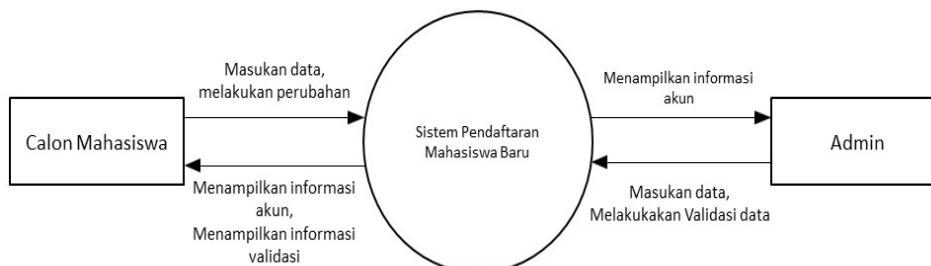 Masukan data,
melakukan perubahan
Calon Mahasiswa
Menampilkan informasi
akun,
Menampilkan informasi
validasi
Sistem Pendaftaran
Mahasiswa Baru
Menampilkan informasi
akun
Admin
Masukan data,
Melakukakan Validasi data